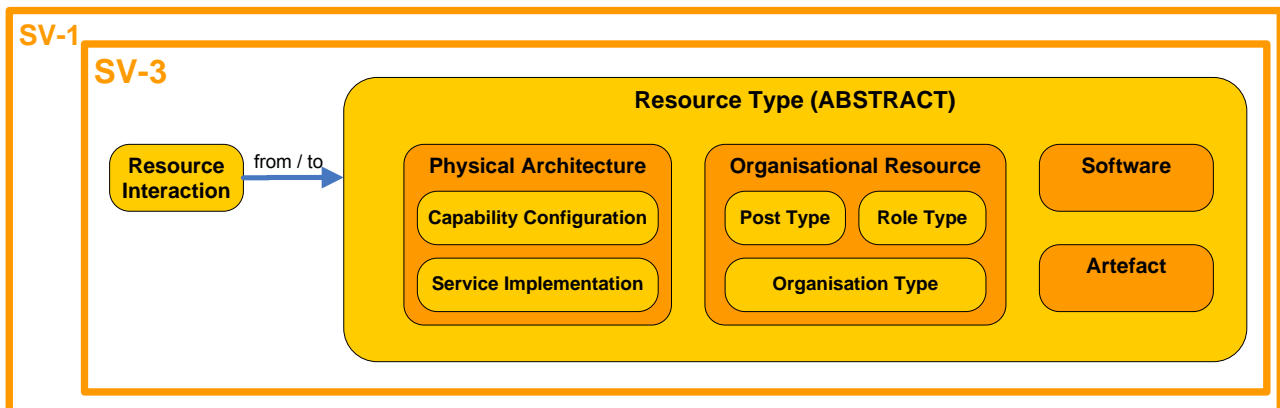 SV-1
SV-3
Resource Type (ABSTRACT)
Resource
Interaction
from / to
Physical Architecture
Capability Configuration
Service Implementation
Organisational Resource
Post Type
Role Type
Organisation Type
Software
Artefact